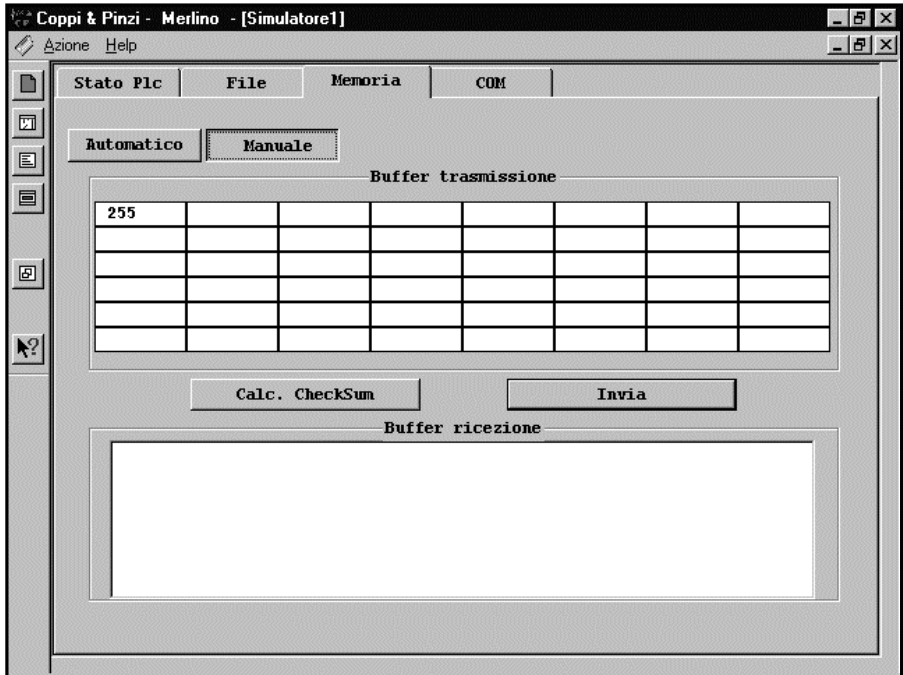 Coppi & Pinzi - Merlino - [Simulatore1]
Azione Help
Stato Plc File Memoria COM
Automatico Manuale
Buffer trasmissione
255
Calc. CheckSum Invia
Buffer ricezione